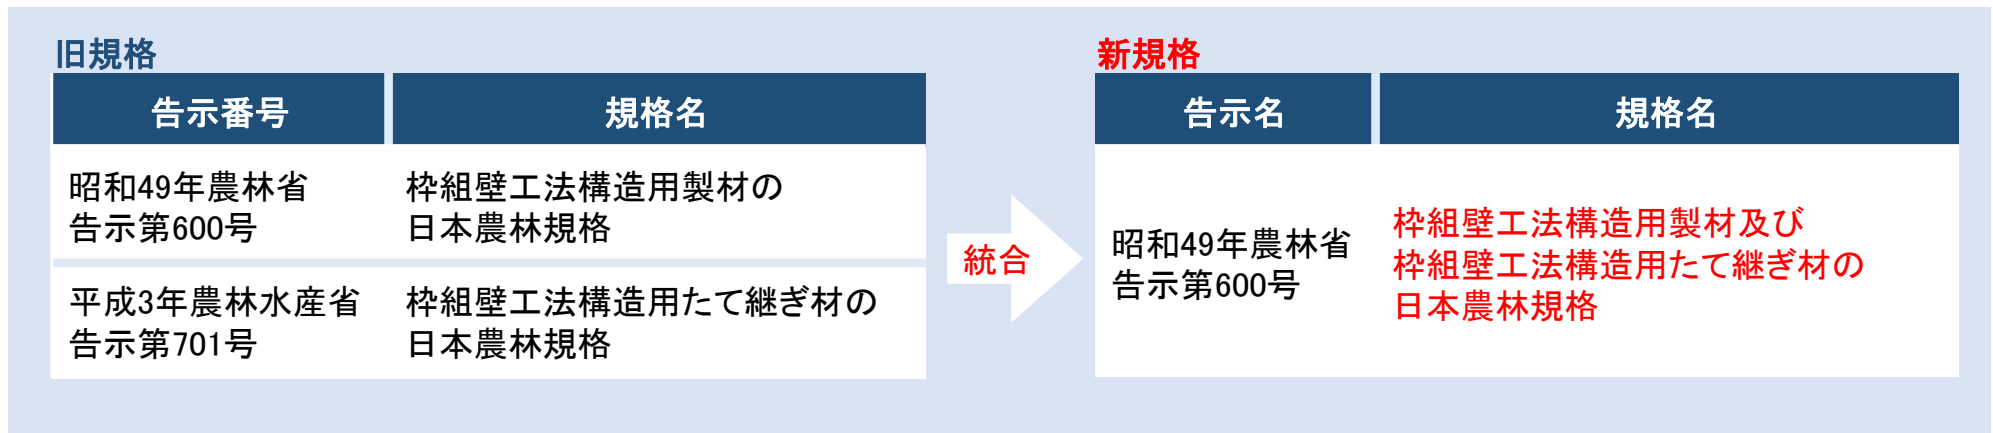 旧規格
告示番号
規格名
昭和49年農林省
告示第600号
枠組壁工法構造用製材の
日本農林規格
平成3年農林水産省
告示第701号
枠組壁工法構造用たて継ぎ材の
日本農林規格
統合
新規格
告示名
規格名
昭和49年農林省
告示第600号
枠組壁工法構造用製材及び
枠組壁工法構造用たて継ぎ材の
日本農林規格